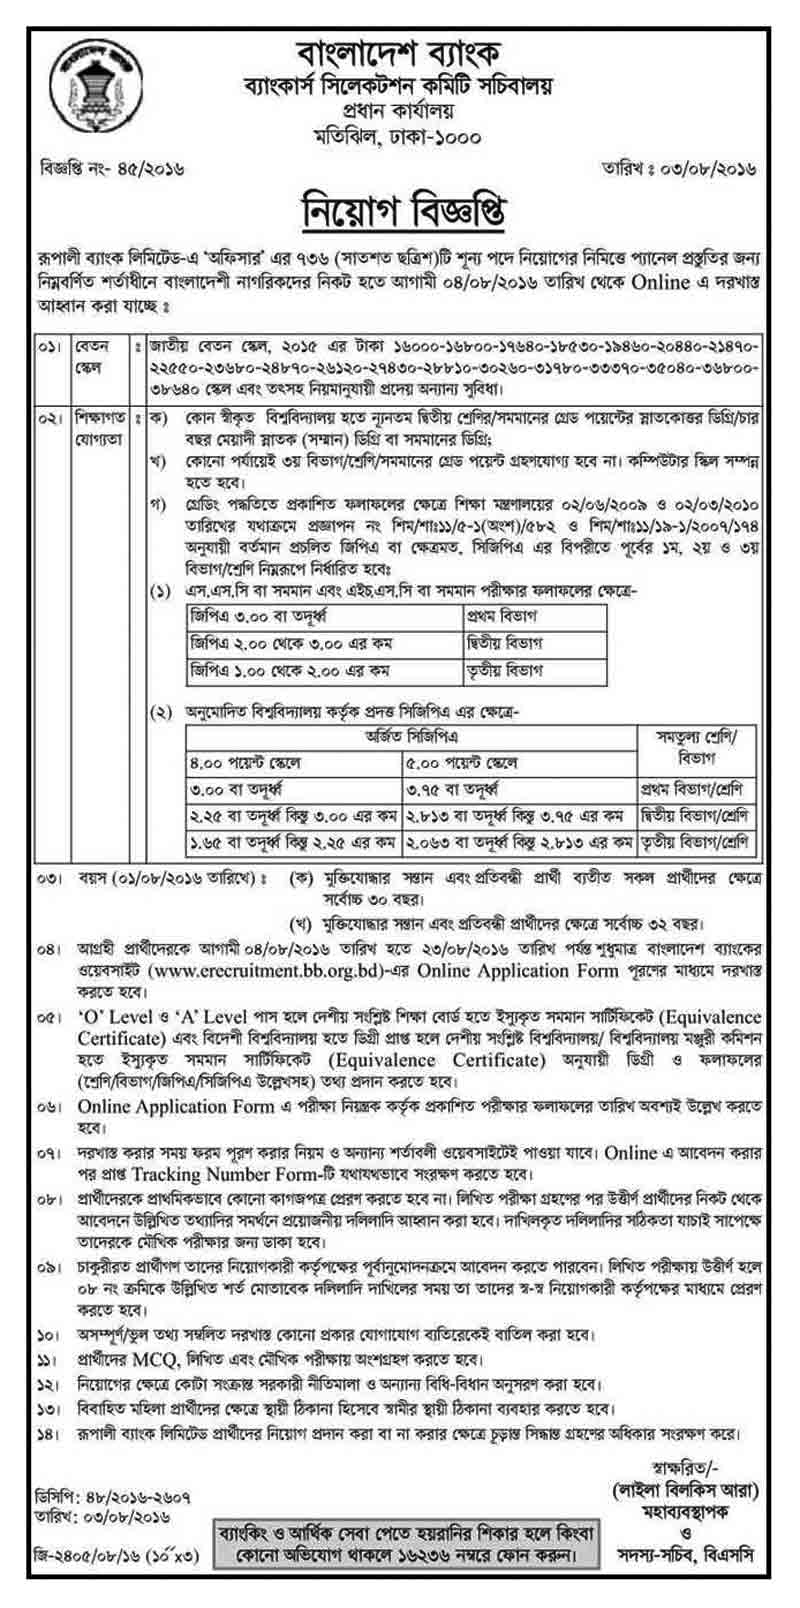 বাংলাদেশ ব্যাংক
ব্যাংকার্স সিলেকটশন কমিটি সচিবালয়
প্রধান কার্যালয়
মতিঝিল, ঢাকা-১০০০
বিজ্ঞপ্তি নং- ৪৫/২০১৬ তারিখ ঃ ০৩/০৮/২০১৬
নিয়োগ বিজ্ঞপ্তি
রূপালী ব্যাংক লিমিটেড-এ ‘অফিসার’ এর ৭৩৬ (সাতশত ছত্রিশ)টি শূন্য পদে নিয়োগের নিমিত্তে প্যানেল প্রস্তুতির জন্য
নিম্নবর্ণিত শর্তাধীনে বাংলাদেশী নাগরিকদের নিকট হতে আগামী ০৪/০৮/২০১৬ তারিখ থেকে Online এ দরখাস্ত
আহ্বান করা যাচ্ছে ঃ
০১। বেতন ঃ জাতীয় বেতন স্কেল, ২০১৫ এর টাকা ১৬০০০-১৬৮০০-১৭৬৪০-১৮৫৩০-১৯৪৬০-২০৪৪০-২১৪৭০-
স্কেল ২২৫৫০-২৩৬৮০-২৪৮৭০-২৬১২০-২৭৪৩০-২৮৮১০-৩০২৬০-৩১৭৮০-৩৩৩৭০-৩৫০৪০-৩৬৮০০-
৩৮৬৪০ স্কেল এবং তৎসহ নিয়মানুযায়ী প্রদেয় অন্যান্য সুবিধা।
০২। শিক্ষাগত ঃ ক) কোন স্বীকৃত বিশ্ববিদ্যালয় হতে ন্যূনতম দ্বিতীয় শ্রেণির/সমমানের গ্রেড পয়েন্টের স্নাতকোত্তর ডিগ্রি/চার
যোগ্যতা বছর মেয়াদী স্নাতক (সম্মান) ডিগ্রি বা সমমানের ডিগ্রি;
খ) কোনো পর্যায়েই ৩য় বিভাগ/শ্রেণি/সমমানের গ্রেড পয়েন্ট গ্রহণযোগ্য হবে না। কম্পিউটার স্কিল সম্পন্ন
হতে হবে।
গ) গ্রেডিং পদ্ধতিতে প্রকাশিত ফলাফলের ক্ষেত্রে শিক্ষা মন্ত্রণালয়ের ০২/০৬/২০০৯ ও ০২/০৩/২০১০
তারিখের যথাক্রমে প্রজ্ঞাপন নং শিম/শাঃ১১/৫-১(অংশ)/৫৮২ ও শিম/শাঃ১১/১৯-১/২০০৭/১৭৪
অনুযায়ী বর্তমান প্রচলিত জিপিএ বা ক্ষেত্রমত, সিজিপিএ এর বিপরীতে পূর্বের ১ম, ২য় ও ৩য়
বিভাগ/শ্রেণি নিম্নরূপে নির্ধারিত হবেঃ
(১) এস.এস.সি বা সমমান এবং এইচ.এস.সি বা সমমান পরীক্ষার ফলাফলের ক্ষেত্রে-
জিপিএ ৩.০০ বা তদূর্ধ্ব প্রথম বিভাগ
জিপিএ ২.০০ থেকে ৩.০০ এর কম দ্বিতীয় বিভাগ
জিপিএ ১.০০ থেকে ২.০০ এর কম তৃতীয় বিভাগ
(২) অনুমোদিত বিশ্ববিদ্যালয় কর্তৃক প্রদত্ত সিজিপিএ এর ক্ষেত্রে-
অর্জিত সিজিপিএ সমতুল্য শ্রেণি/
বিভাগ
৪.০০ পয়েন্ট স্কেলে ৫.০০ পয়েন্ট স্কেলে
৩.০০ বা তদূর্ধ্ব ৩.৭৫ বা তদূর্ধ্ব প্রথম বিভাগ/শ্রেণি
২.২৫ বা তদূর্ধ্ব কিন্তু ৩.০০ এর কম ২.৮১৩ বা তদূর্ধ্ব কিন্তু ৩.৭৫ এর কম দ্বিতীয় বিভাগ/শ্রেণি
১.৬৫ বা তদূর্ধ্ব কিন্তু ২.২৫ এর কম ২.০৬৩ বা তদূর্ধ্ব কিন্তু ২.৮১৩ এর কম তৃতীয় বিভাগ/শ্রেণি
০৩। বয়স (০১/০৮/২০১৬ তারিখে) ঃ (ক) মুক্তিযোদ্ধার সন্তান এবং প্রতিবন্ধী প্রার্থী ব্যতীত সকল প্রার্থীদের ক্ষেত্রে
সর্বোচ্চ ৩০ বছর।
(খ) মুক্তিযোদ্ধার সন্তান এবং প্রতিবন্ধী প্রার্থীদের ক্ষেত্রে সর্বোচ্চ ৩২ বছর।
০৪। আগ্রহী প্রার্থীদেরকে আগামী ০৪/০৮/২০১৬ তারিখ হতে ২৩/০৮/২০১৬ তারিখ পর্যন্ত শুধুমাত্র বাংলাদেশ ব্যাংকের
ওয়েবসাইট (www.erecruitment.bb.org.bd)-এর Online Application Form পূরণের মাধ্যমে দরখাস্ত
করতে হবে।
০৫। ‘O’ Level ও ‘A’ Level পাস হলে দেশীয় সংশ্লিষ্ট শিক্ষা বোর্ড হতে ইস্যুকৃত সমমান সার্টিফিকেট (Equivalence
Certificate) এবং বিদেশী বিশ্ববিদ্যালয় হতে ডিগ্রী প্রাপ্ত হলে দেশীয় সংশ্লিষ্ট বিশ্ববিদ্যালয়/ বিশ্ববিদ্যালয় মঞ্জুরী কমিশন
হতে ইস্যুকৃত সমমান সার্টিফিকেট (Equivalence Certificate) অনুযায়ী ডিগ্রী ও ফলাফলের
(শ্রেণি/বিভাগ/জিপিএ/সিজিপিএ উল্লেখসহ) তথ্য প্রদান করতে হবে।
০৬। Online Application Form এ পরীক্ষা নিয়ন্ত্রক কর্তৃক প্রকাশিত পরীক্ষার ফলাফলের তারিখ অবশ্যই উল্লেখ করতে
হবে।
০৭। দরখাস্ত করার সময় ফরম পূরণ করার নিয়ম ও অন্যান্য শর্তাবলী ওয়েবসাইটেই পাওয়া যাবে। Online এ আবেদন করার
পর প্রাপ্ত Tracking Number Form-টি যথাযথভাবে সংরক্ষণ করতে হবে।
০৮। প্রার্থীদেরকে প্রাথমিকভাবে কোনো কাগজপত্র প্রেরণ করতে হবে না। লিখিত পরীক্ষা গ্রহণের পর উত্তীর্ণ প্রার্থীদের নিকট থেকে
আবেদনে উল্লিখিত তথ্যাদির সমর্থনে প্রয়োজনীয় দলিলাদি আহ্বান করা হবে। দাখিলকৃত দলিলাদির সঠিকতা যাচাই সাপেক্ষে
তাদেরকে মৌখিক পরীক্ষার জন্য ডাকা হবে।
০৯। চাকুরীরত প্রার্থীগণ তাদের নিয়োগকারী কর্তৃপক্ষের পূর্বানুমোদনক্রমে আবেদন করতে পারবেন। লিখিত পরীক্ষায় উত্তীর্ণ হলে
০৮ নং ক্রমিকে উল্লিখিত শর্ত মোতাবেক দলিলাদি দাখিলের সময় তা তাদের স্ব-স্ব নিয়োগকারী কর্তৃপক্ষের মাধ্যমে প্রেরণ
করতে হবে।
১০। অসম্পূর্ণ/ভুল তথ্য সম্বলিত দরখাস্ত কোনো প্রকার যোগাযোগ ব্যতিরেকেই বাতিল করা হবে।
১১। প্রার্থীদের MCQ, লিখিত এবং মৌখিক পরীক্ষায় অংশগ্রহণ করতে হবে।
১২। নিয়োগের ক্ষেত্রে কোটা সংক্রান্ত সরকারী নীতিমালা ও অন্যান্য বিধি-বিধান অনুসরণ করা হবে।
১৩। বিবাহিত মহিলা প্রার্থীদের ক্ষেত্রে স্থায়ী ঠিকানা হিসেবে স্বামীর স্থায়ী ঠিকানা ব্যবহার করতে হবে।
১৪। রূপালী ব্যাংক লিমিটেড প্রার্থীদের নিয়োগ প্রদান করা বা না করার ক্ষেত্রে চূড়ান্ত সিদ্ধান্ত গ্রহণের অধিকার সংরক্ষণ করে।
স্বাক্ষরিত/-
(লাইলা বিলকিস আরা)
মহাব্যবস্থাপক
ও
সদস্য-সচিব, বিএসসি
ডিসিপি: ৪৮/২০১৬-২৬০৭
তারিখ: ০৩/০৮/২০১৬
জি-২৪০৫/০৮/১৬ (১০˝×৩)
ব্যাংকিং ও আর্থিক সেবা পেতে হয়রানির শিকার হলে কিংবা
কোনো অভিযোগ থাকলে ১৬২৩৬ নম্বরে ফোন করুন।